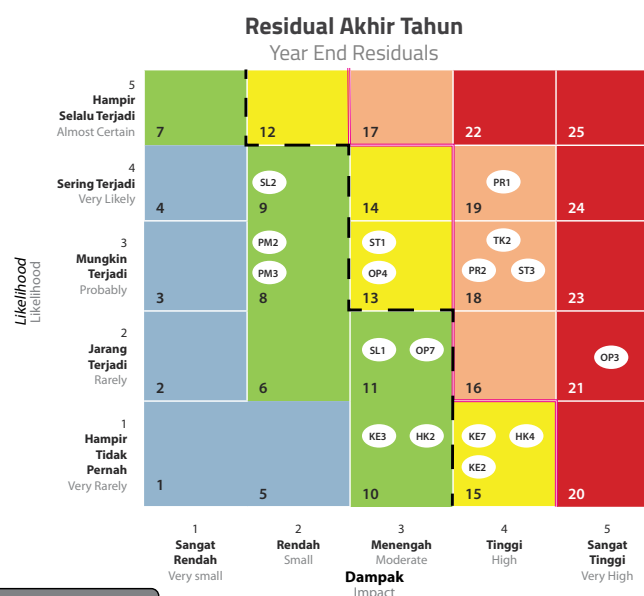 Residual Akhir Tahun
Year End Residuals
Likelihood
Likelihood
5
Hampir
Selalu Terjadi
Almost Certain
7
12
17
22
25
4
Sering Terjadi
Very Likely
SL2
PR1
4
9
14
19
24
3
Mungkin
Terjadi
Probably
PM2
ST1
TK2
PM3
OP4
PR2
ST3
3
8
13
18
23
2
Jarang
Terjadi
Rarely
SL1
OP7
OP3
2
6
11
16
21
1
Hampir
Tidak
Pernah
Very Rarely
KE3
HK2
KE7
HK4
KE2
1
5
10
15
20
1
Sangat
Rendah
Very small
2
Rendah
Small
3
Menengah
Moderate
4
Tinggi
High
5
Sangat
Tinggi
Very High
Dampak
Impact